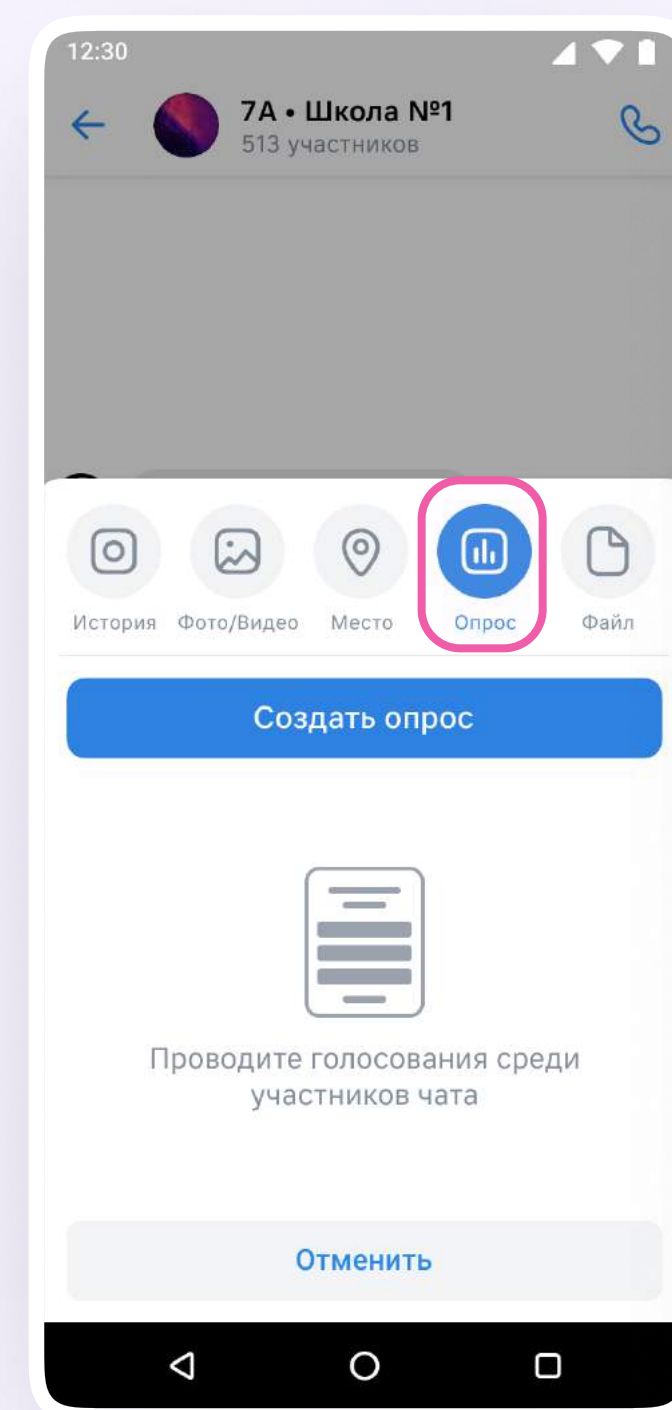 12:30
7А • Школа №1
513 участников
История Фото/Видео Место Опрос Файл
Создать опрос
Проводите голосования среди
участников чата
Отменить